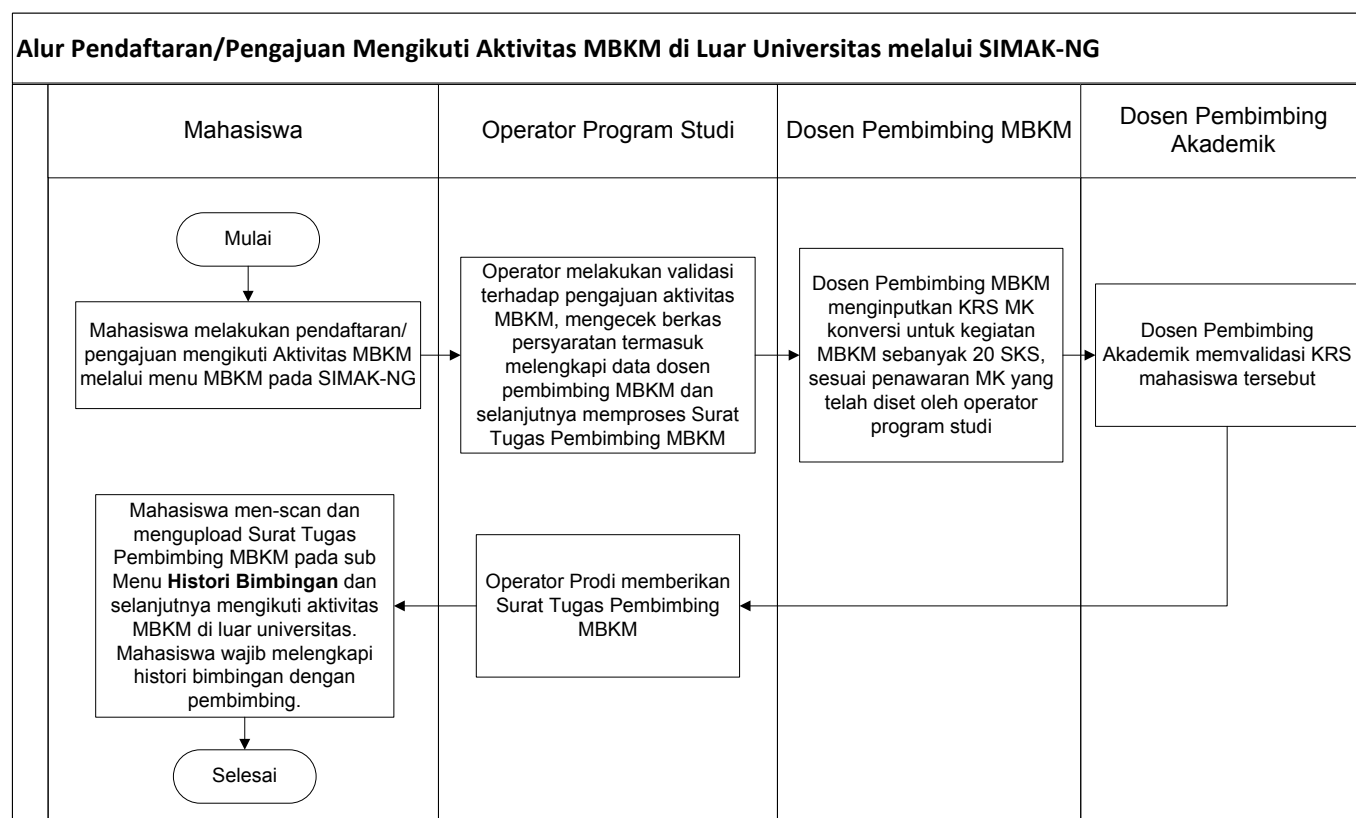 Alur Pendaftaran/Pengajuan Mengikuti Aktivitas MBKM di Luar Universitas melalui SIMAK-NG
Mahasiswa
Operator Program Studi
Dosen Pembimbing MBKM
Dosen Pembimbing
Akademik
Mulai
Mahasiswa melakukan pendaftaran/
pengajuan mengikuti Aktivitas MBKM
melalui menu MBKM pada SIMAK-NG
Operator melakukan validasi
terhadap pengajuan aktivitas
MBKM, mengecek berkas
persyaratan termasuk
melengkapi data dosen
pembimbing MBKM dan
selanjutnya memproses Surat
Tugas Pembimbing MBKM
Dosen Pembimbing MBKM
menginputkan KRS MK
konversi untuk kegiatan
MBKM sebanyak 20 SKS,
sesuai penawaran MK yang
telah diset oleh operator
program studi
Dosen Pembimbing
Akademik memvalidasi KRS
mahasiswa tersebut
Operator Prodi memberikan
Surat Tugas Pembimbing
MBKM
Mahasiswa men-scan dan
mengupload Surat Tugas
Pembimbing MBKM pada sub
Menu Histori Bimbingan dan
selanjutnya mengikuti aktivitas
MBKM di luar universitas.
Mahasiswa wajib melengkapi
histori bimbingan dengan
pembimbing.
Selesai